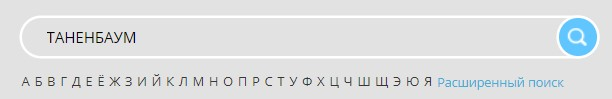 ТАНЕНБАУМ
А Б В Г Д Е Ё Ж З И Й К Л М Н О П Р С Т У Ф Х Ц Ч Ш Щ Э Ю Я Расширенный поиск